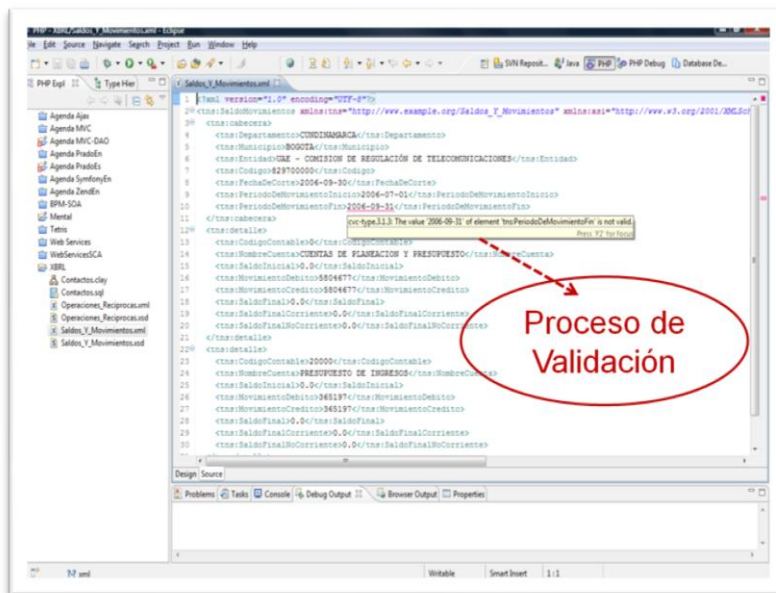 PHP - XBRL/Saldos_Y_Movimientos.xml - Eclipse
File Edit Source Navigate Search Project Run Window Help
SVN Reposit... Java PHP PHP Debug Database De...
PHP Expl Type Hier
Saldos_Y_Movimientos.xml
Agenda Ajax
Agenda MVC
Agenda MVC-DAO
Agenda PradoEn
Agenda PradoEs
Agenda SymfonyEn
Agenda ZendEn
BPM-SOA
Mental
Tetris
Web Services
WebServicesSCA
XBRL
Contactos.clay
Contactos.sql
Operaciones_Reciprocas.xml
Operaciones_Reciprocas.xsd
Saldos_Y_Movimientos.xml
Saldos_Y_Movimientos.xsd
1 <?xml version="1.0" encoding="UTF-8"?>
2 <tns:SaldoMovimientos xmlns:tns="http://www.example.org/Saldos_Y_Movimientos" xmlns:xsi="http://www.w3.org/2001/XMLSch
3 <tns:cabecera>
4 <tns:Departamento>CUNDINAMARCA</tns:Departamento>
5 <tns:Municipio>BOGOTA</tns:Municipio>
6 <tns:Entidad>UAE - COMISION DE REGULACIÓN DE TELECOMUNICACIONES</tns:Entidad>
7 <tns:Codigo>829700000</tns:Codigo>
8 <tns:FechaDeCorte>2006-09-30</tns:FechaDeCorte>
9 <tns:PeriodoDeMovimientoInicio>2006-07-01</tns:PeriodoDeMovimientoInicio>
10 <tns:PeriodoDeMovimientoFin>2006-09-31</tns:PeriodoDeMovimientoFin>
11 </tns:cabecera>
cvc-type.3.1.3: The value '2006-09-31' of element 'tns:PeriodoDeMovimientoFin' is not valid.
Press 'F2' for focus
12 <tns:detalle>
13 <tns:CodigoContable>0</tns:CodigoContable>
14 <tns:NombreCuenta>CUENTAS DE PLANEACION Y PRESUPUESTO</tns:NombreCuenta>
15 <tns:SaldoInicial>0.0</tns:SaldoInicial>
16 <tns:MovimientoDebito>5804677</tns:MovimientoDebito>
17 <tns:MovimientoCredito>5804677</tns:MovimientoCredito>
18 <tns:SaldoFinal>0.0</tns:SaldoFinal>
19 <tns:SaldoFinalCorriente>0.0</tns:SaldoFinalCorriente>
20 <tns:SaldoFinalNoCorriente>0.0</tns:SaldoFinalNoCorriente>
21 </tns:detalle>
22 <tns:detalle>
23 <tns:CodigoContable>20000</tns:CodigoContable>
24 <tns:NombreCuenta>PRESUPUESTO DE INGRESOS</tns:NombreCuenta>
25 <tns:SaldoInicial>0.0</tns:SaldoInicial>
26 <tns:MovimientoDebito>365197</tns:MovimientoDebito>
27 <tns:MovimientoCredito>365197</tns:MovimientoCredito>
28 <tns:SaldoFinal>0.0</tns:SaldoFinal>
29 <tns:SaldoFinalCorriente>0.0</tns:SaldoFinalCorriente>
30 <tns:SaldoFinalNoCorriente>0.0</tns:SaldoFinalNoCorriente>
Proceso de
Validación
Design Source
Problems Tasks Console Debug Output Browser Output Properties
?-? xml Writable Smart Insert 1:1